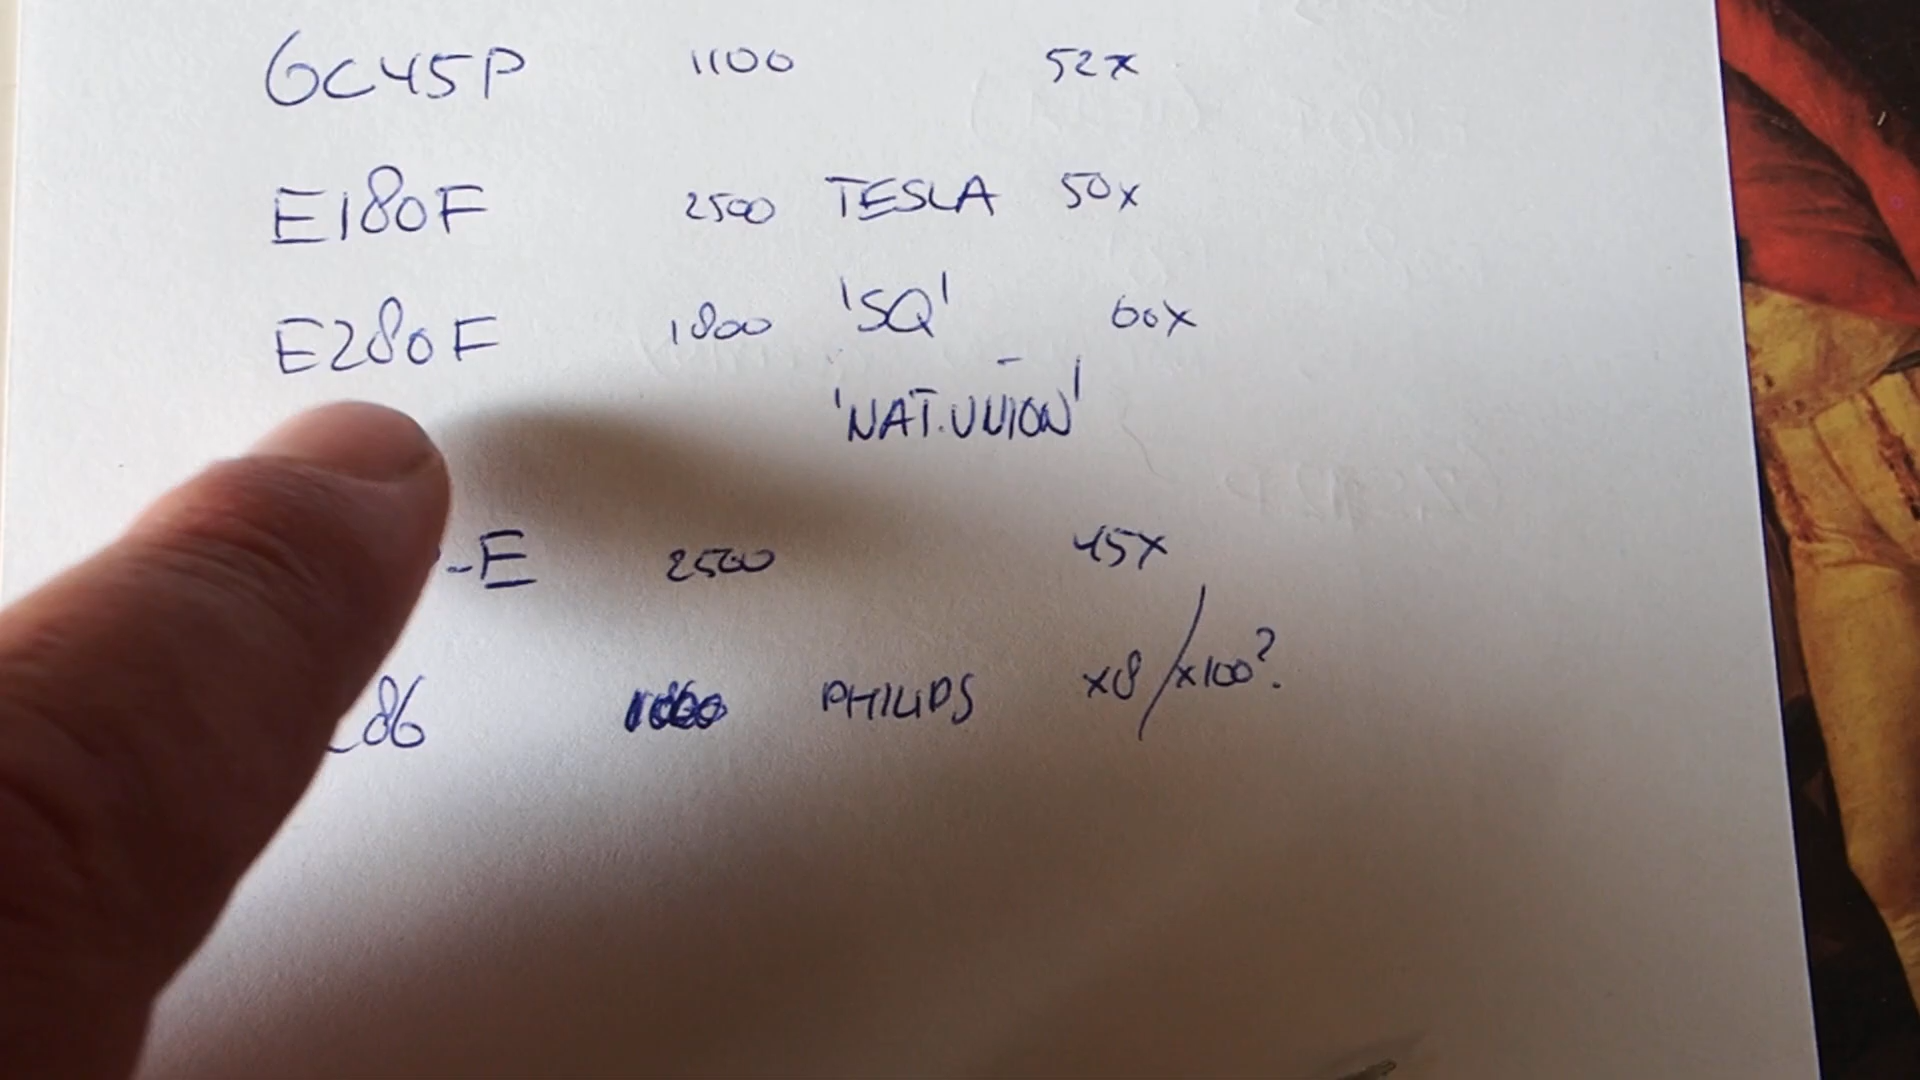 6C45P 1100 52x
E180F 2500 TESLA 50x
E280F 1800 'SQ' 60x
'NAT.UNION'
-E 2500 45x
86 PHILIPS x8/x100?